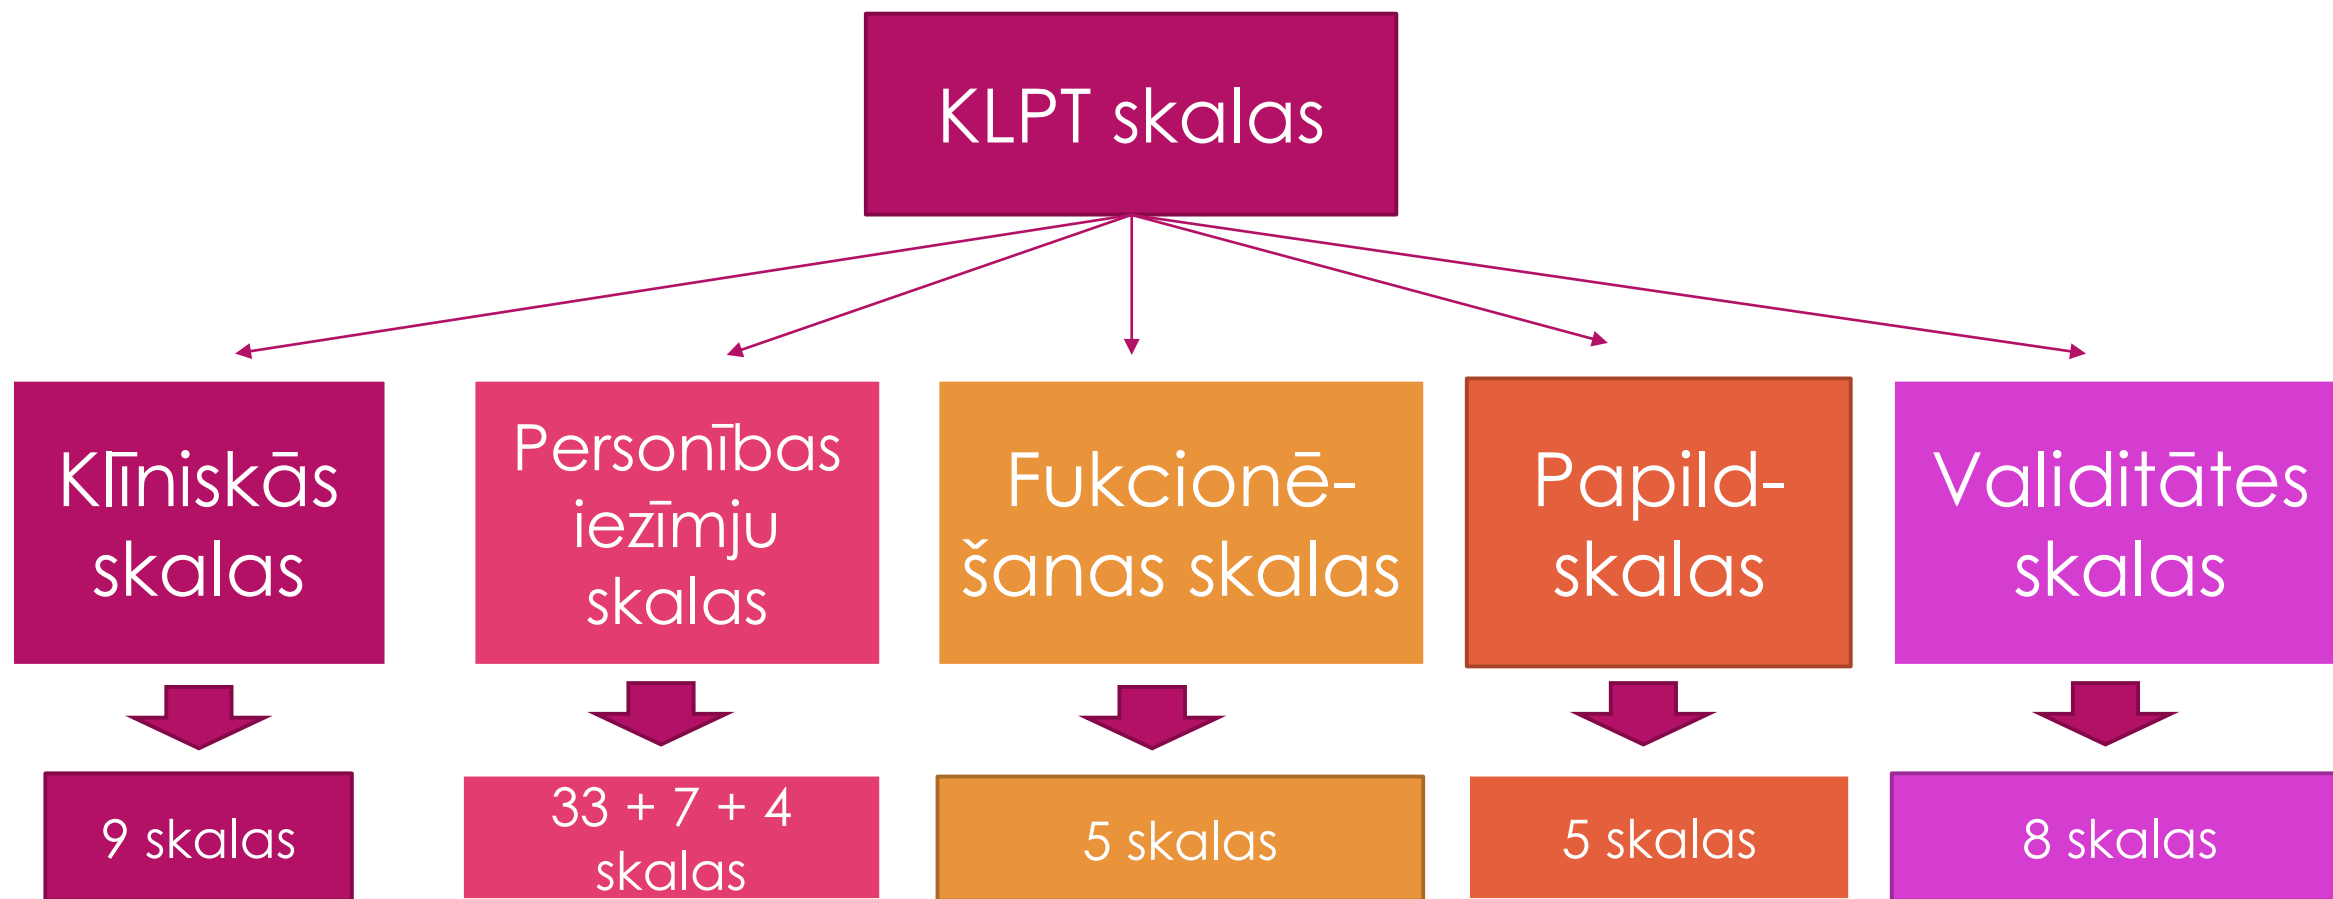 KLPT skalas
Klīniskās
skalas
Personības
iezīmju
skalas
Fukcionē-
šanas skalas
Papild-
skalas
Validitātes
skalas
9 skalas
33 + 7 + 4
skalas
5 skalas
5 skalas
8 skalas